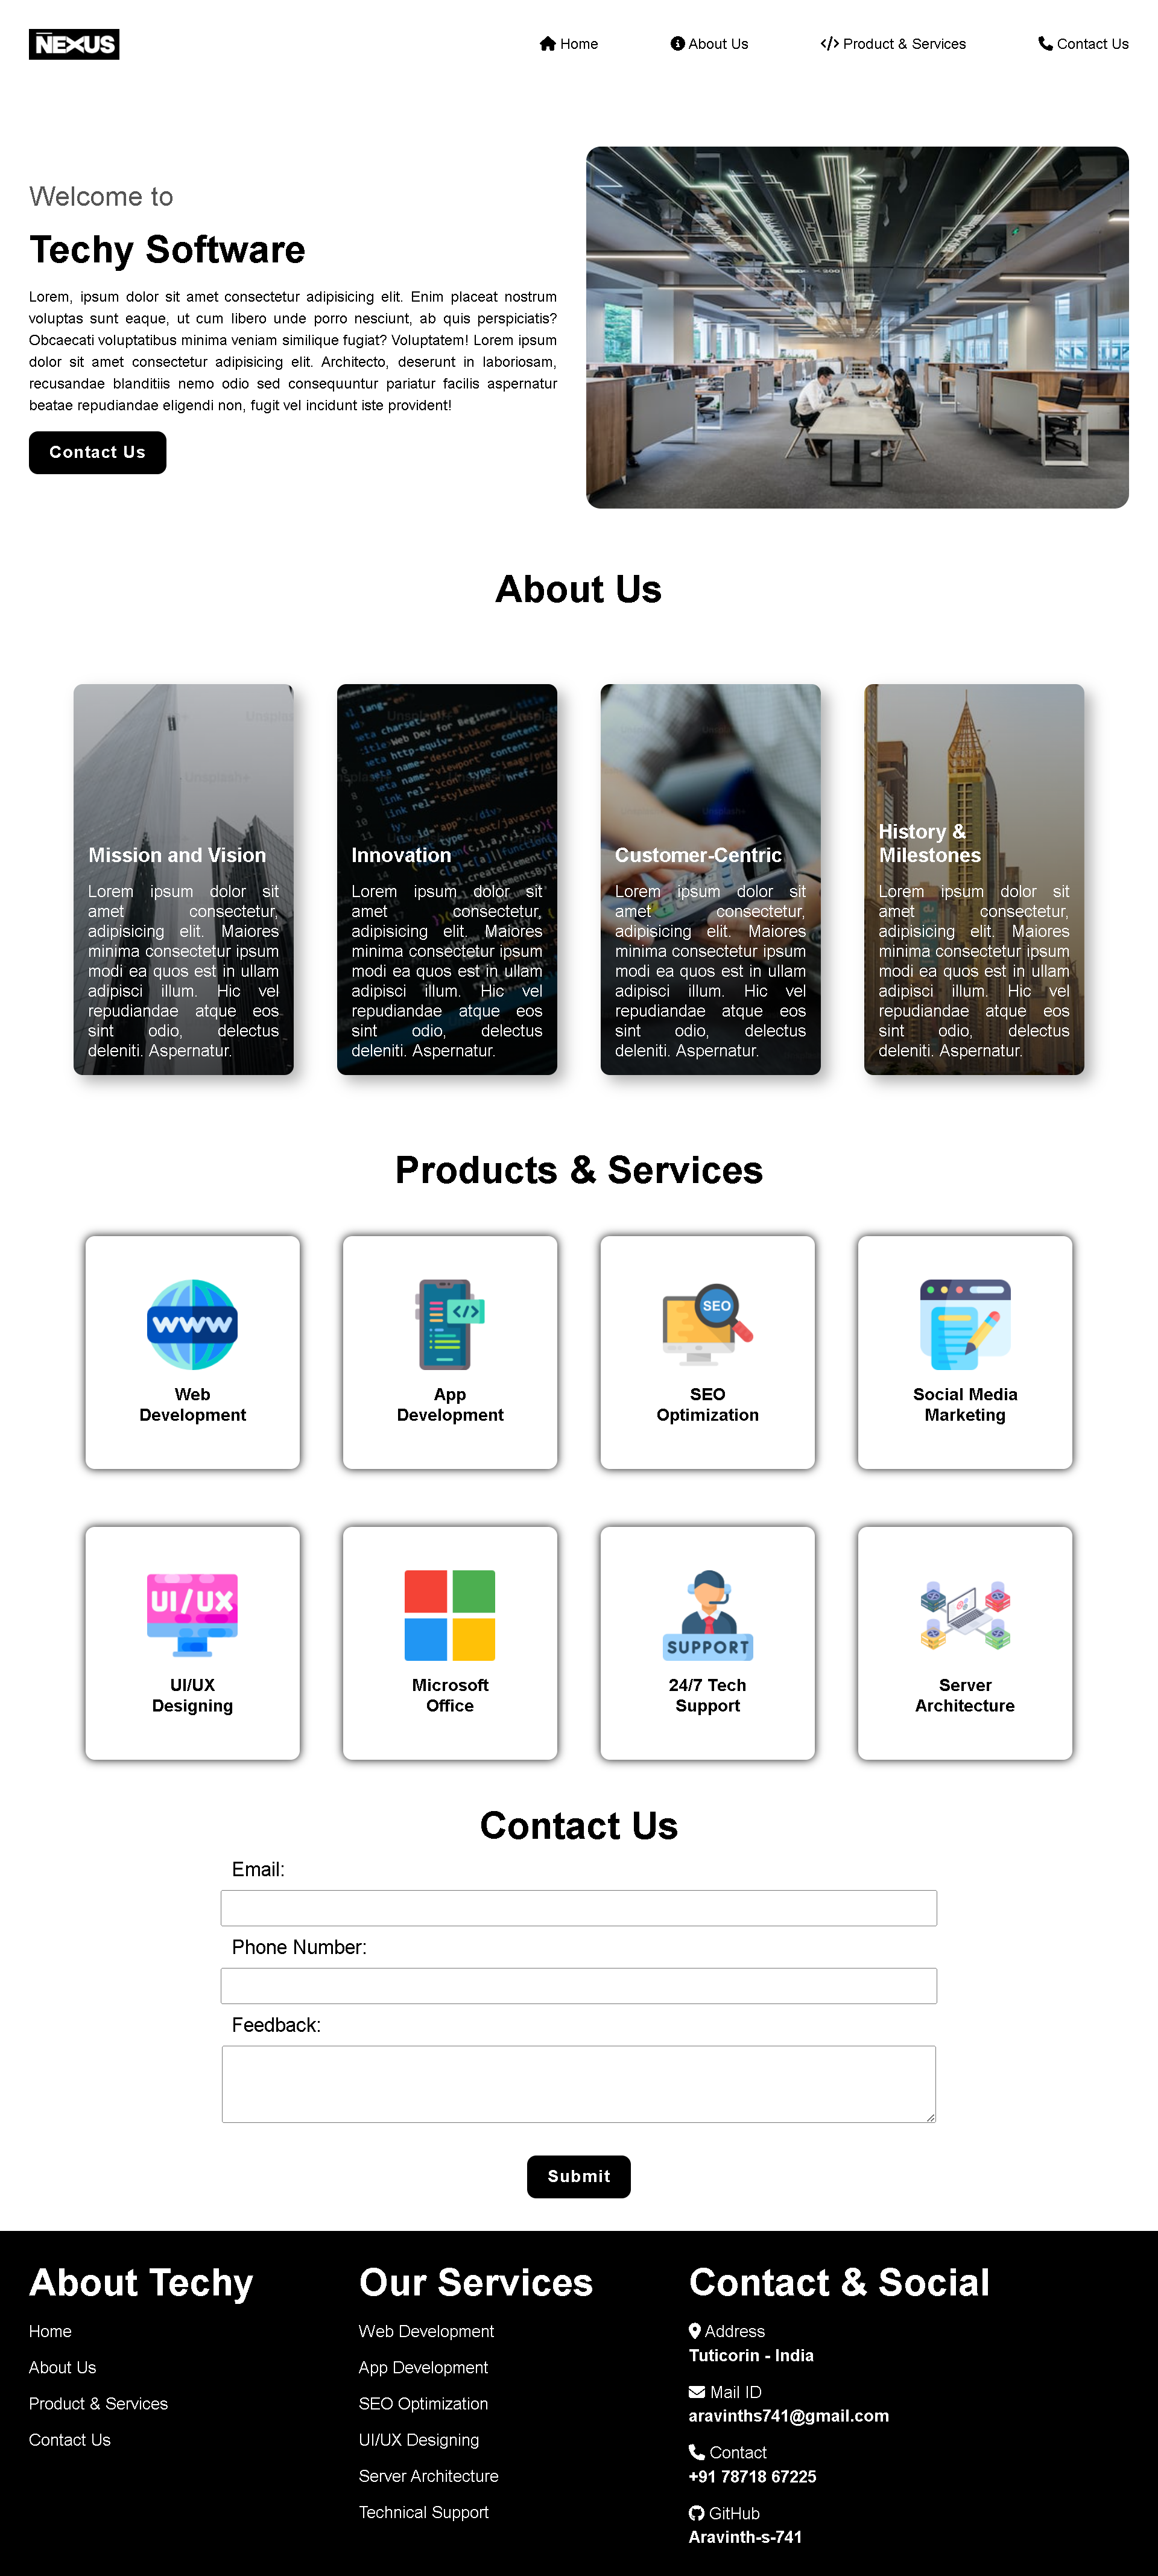 NEXUS
Home
About Us
Product & Services
Contact Us
Welcome to
Techy Software
Lorem, ipsum dolor sit amet consectetur adipisicing elit. Enim placeat nostrum
voluptas sunt eaque, ut cum libero unde porro nesciunt, ab quis perspiciatis?
Obcaecati voluptatibus minima veniam similique fugiat? Voluptatem! Lorem ipsum
dolor sit amet consectetur adipisicing elit. Architecto, deserunt in laboriosam,
recusandae blanditiis nemo odio sed consequuntur pariatur facilis aspernatur
beatae repudiandae eligendi non, fugit vel incidunt iste provident!
Contact Us
About Us
Mission and Vision
Lorem ipsum dolor sit
amet consectetur,
adipisicing elit. Maiores
minima consectetur ipsum
modi ea quos est in ullam
adipisci illum. Hic vel
repudiandae atque eos
sint odio, delectus
deleniti. Aspernatur.
Innovation
Lorem ipsum dolor sit
amet consectetur,
adipisicing elit. Maiores
minima consectetur ipsum
modi ea quos est in ullam
adipisci illum. Hic vel
repudiandae atque eos
sint odio, delectus
deleniti. Aspernatur.
Customer-Centric
Lorem ipsum dolor sit
amet consectetur,
adipisicing elit. Maiores
minima consectetur ipsum
modi ea quos est in ullam
adipisci illum. Hic vel
repudiandae atque eos
sint odio, delectus
deleniti. Aspernatur.
History &
Milestones
Lorem ipsum dolor sit
amet consectetur,
adipisicing elit. Maiores
minima consectetur ipsum
modi ea quos est in ullam
adipisci illum. Hic vel
repudiandae atque eos
sint odio, delectus
deleniti. Aspernatur.
Products & Services
WWW
Web
Development
</>
App
Development
SEO
SEO
Optimization
Social Media
Marketing
UI/UX
UI/UX
Designing
Microsoft
Office
SUPPORT
24/7 Tech
Support
Server
Architecture
Contact Us
Email:
Phone Number:
Feedback:
Submit
About Techy
Home
About Us
Product & Services
Contact Us
Our Services
Web Development
App Development
SEO Optimization
UI/UX Designing
Server Architecture
Technical Support
Contact & Social
Address
Tuticorin - India
Mail ID
aravinths741@gmail.com
Contact
+91 78718 67225
GitHub
Aravinth-s-741